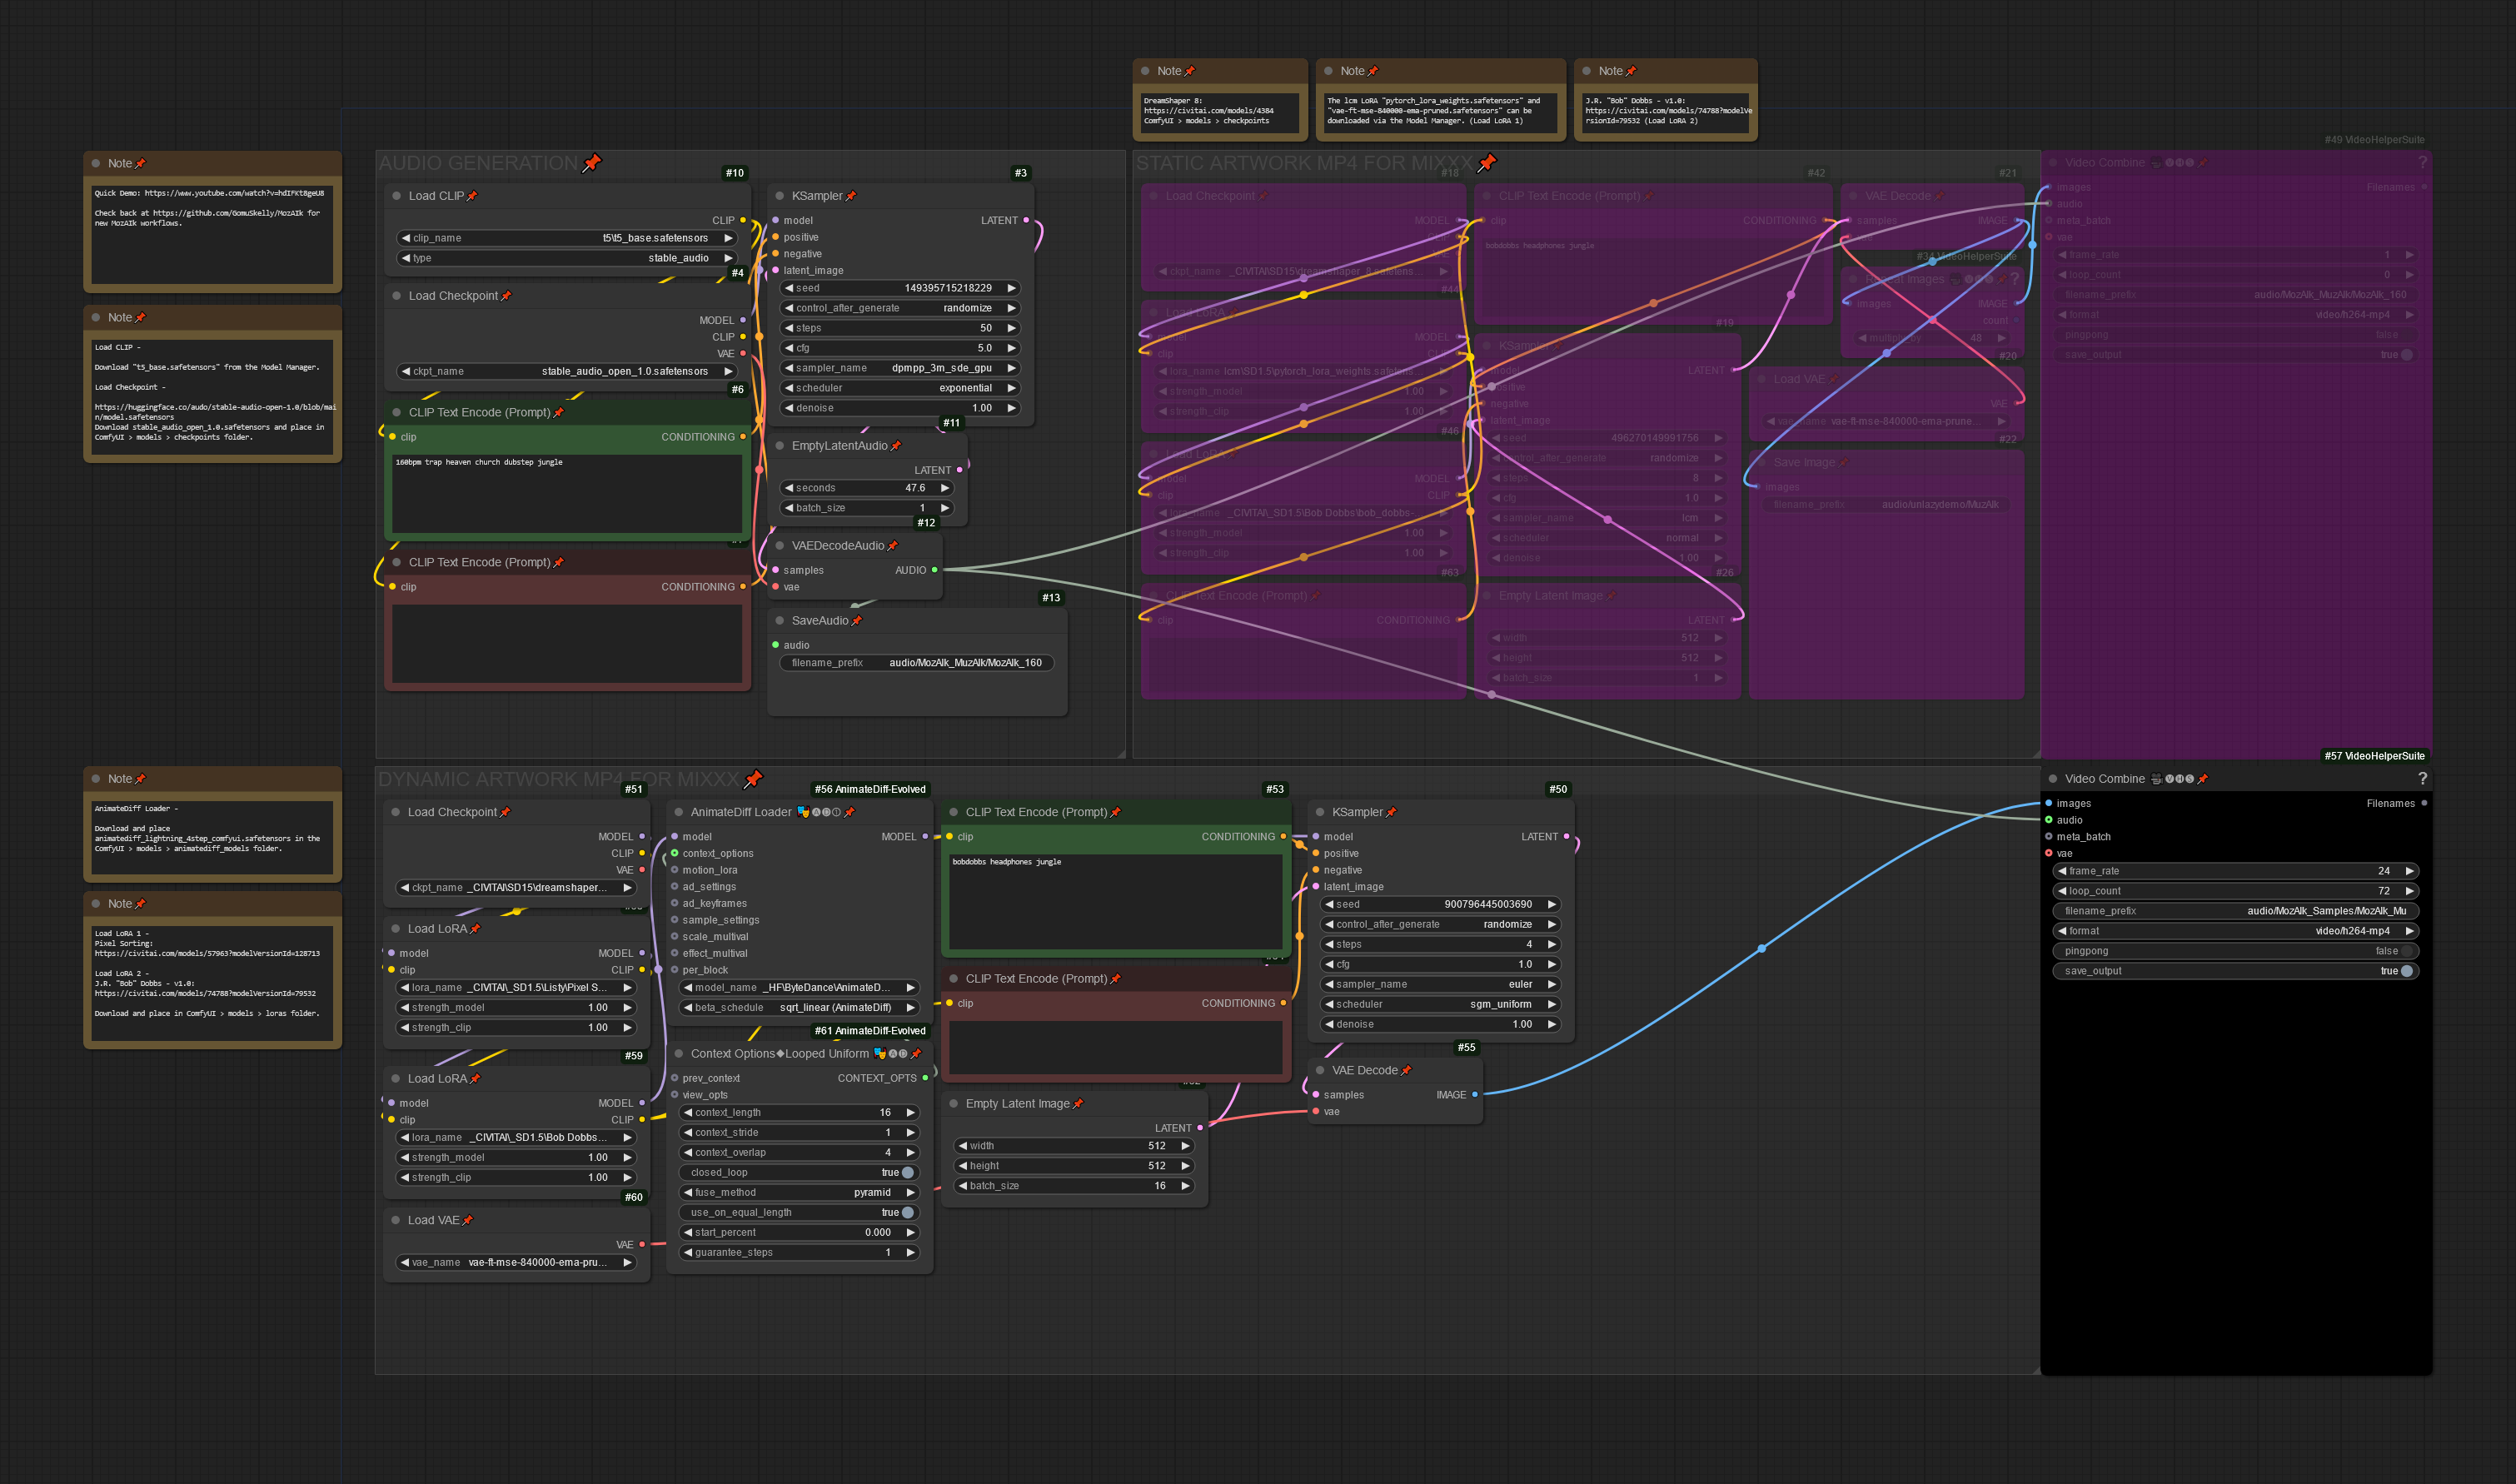 Note
DreamShaper 8:
https://civitai.com/models/4384
ComfyUI > models > checkpoints
Note
The lcm LoRA "pytorch_lora_weights.safetensors" and
"vae-ft-mse-840000-ema-pruned.safetensors" can be
downloaded via the Model Manager. (Load LoRA 1)
Note
J.R. "Bob" Dobbs - v1.0:
https://civitai.com/models/74788?modelVe
rsionId=79532 (Load LoRA 2)
Note
Quick Demo: https://www.youtube.com/watch?v=hdIFKt8geU8
Check back at https://github.com/GomuSkelly/MozAIk for
new MozAIk workflows.
Note
Load CLIP -
Download "t5_base.safetensors" from the Model Manager.
Load Checkpoint -
https://huggingface.co/audo/stable-audio-open-1.0/blob/mai
n/model.safetensors
Download stable_audio_open_1.0.safetensors and place in
ComfyUI > models > checkpoints folder.
AUDIO GENERATION
#10
Load CLIP
CLIP
clip_name t5\t5_base.safetensors
type stable_audio
#4
Load Checkpoint
MODEL
CLIP
VAE
ckpt_name stable_audio_open_1.0.safetensors
#6
CLIP Text Encode (Prompt)
clip CONDITIONING
160bpm trap heaven church dubstep jungle
CLIP Text Encode (Prompt)
clip CONDITIONING
#3
KSampler
model LATENT
positive
negative
latent_image
seed 149395715218229
control_after_generate randomize
steps 50
cfg 5.0
sampler_name dpmpp_3m_sde_gpu
scheduler exponential
denoise 1.00
#11
EmptyLatentAudio
LATENT
seconds 47.6
batch_size 1
#12
VAEDecodeAudio
samples AUDIO
vae
#13
SaveAudio
audio
filename_prefix audio/MozAIk_MuzAIk/MozAIk_160
STATIC ARTWORK MP4 FOR MIXXX
#18
Load Checkpoint
MODEL
ckpt_name _CIVITAI\SD15\dreamshaper_8.safetens...
#44
Load LoRA
model MODEL
clip
lora_name lcm\SD1.5\pytorch_lora_weights.safetens...
strength_model 1.00
strength_clip 1.00
#46
Load LoRA
model MODEL
clip CLIP
lora_name _CIVITAI\_SD1.5\Bob Dobbs\bob_dobbs-
strength_model 1.00
strength_clip 1.00
#63
CLIP Text Encode (Prompt)
clip CONDITIONING
#42
CLIP Text Encode (Prompt)
clip CONDITIONING
bobdobbs headphones jungle
#19
KSampler
model LATENT
positive
negative
latent_image
seed 496270149991756
control_after_generate randomize
steps 8
cfg 1.0
sampler_name lcm
scheduler normal
denoise 1.00
#26
Empty Latent Image
LATENT
width 512
height 512
batch_size 1
#21
VAE Decode
samples IMAGE
vae
#34 VideoHelperSuite
Repeat Images ?
images IMAGE
count
multiply_by 48
#20
Load VAE
VAE
vae_name vae-ft-mse-840000-ema-prune...
#22
Save Image
images
filename_prefix audio/unlazydemo/MuzAIk
#49 VideoHelperSuite
Video Combine VHS ?
images Filenames
audio
meta_batch
vae
frame_rate 1
loop_count 0
filename_prefix audio/MozAIk_MuzAIk/MozAIk_160
format video/h264-mp4
pingpong false
save_output true
Note
AnimateDiff Loader -
Download and place
animatediff_lightning_4step_comfyui.safetensors in the
ComfyUI > models > animatediff_models folder.
Note
Load LoRA 1 -
Pixel Sorting:
https://civitai.com/models/57963?modelVersionId=128713
Load LoRA 2 -
J.R. "Bob" Dobbs - v1.0:
https://civitai.com/models/74788?modelVersionId=79532
Download and place in ComfyUI > models > loras folder.
DYNAMIC ARTWORK MP4 FOR MIXXX
#51
Load Checkpoint
MODEL
CLIP
VAE
ckpt_name _CIVITAI\SD15\dreamshaper...
Load LoRA
model MODEL
clip CLIP
lora_name _CIVITAI\_SD1.5\Listy\Pixel S...
strength_model 1.00
strength_clip 1.00
#59
Load LoRA
model MODEL
clip CLIP
lora_name _CIVITAI\_SD1.5\Bob Dobbs...
strength_model 1.00
strength_clip 1.00
#60
Load VAE
VAE
vae_name vae-ft-mse-840000-ema-pru...
#56 AnimateDiff-Evolved
AnimateDiff Loader
model MODEL
context_options
motion_lora
ad_settings
ad_keyframes
sample_settings
scale_multival
effect_multival
per_block
model_name _HF\ByteDance\AnimateD...
beta_schedule sqrt_linear (AnimateDiff)
#61 AnimateDiff-Evolved
Context Options◆Looped Uniform
prev_context CONTEXT_OPTS
view_opts
context_length 16
context_stride 1
context_overlap 4
closed_loop true
fuse_method pyramid
use_on_equal_length true
start_percent 0.000
guarantee_steps 1
#53
CLIP Text Encode (Prompt)
clip CONDITIONING
bobdobbs headphones jungle
CLIP Text Encode (Prompt)
clip CONDITIONING
Empty Latent Image
LATENT
width 512
height 512
batch_size 16
#50
KSampler
model LATENT
positive
negative
latent_image
seed 900796445003690
control_after_generate randomize
steps 4
cfg 1.0
sampler_name euler
scheduler sgm_uniform
denoise 1.00
#55
VAE Decode
samples IMAGE
vae
#57 VideoHelperSuite
Video Combine VHS ?
images Filenames
audio
meta_batch
vae
frame_rate 24
loop_count 72
filename_prefix audio/MozAIk_Samples/MozAIk_Mu
format video/h264-mp4
pingpong false
save_output true